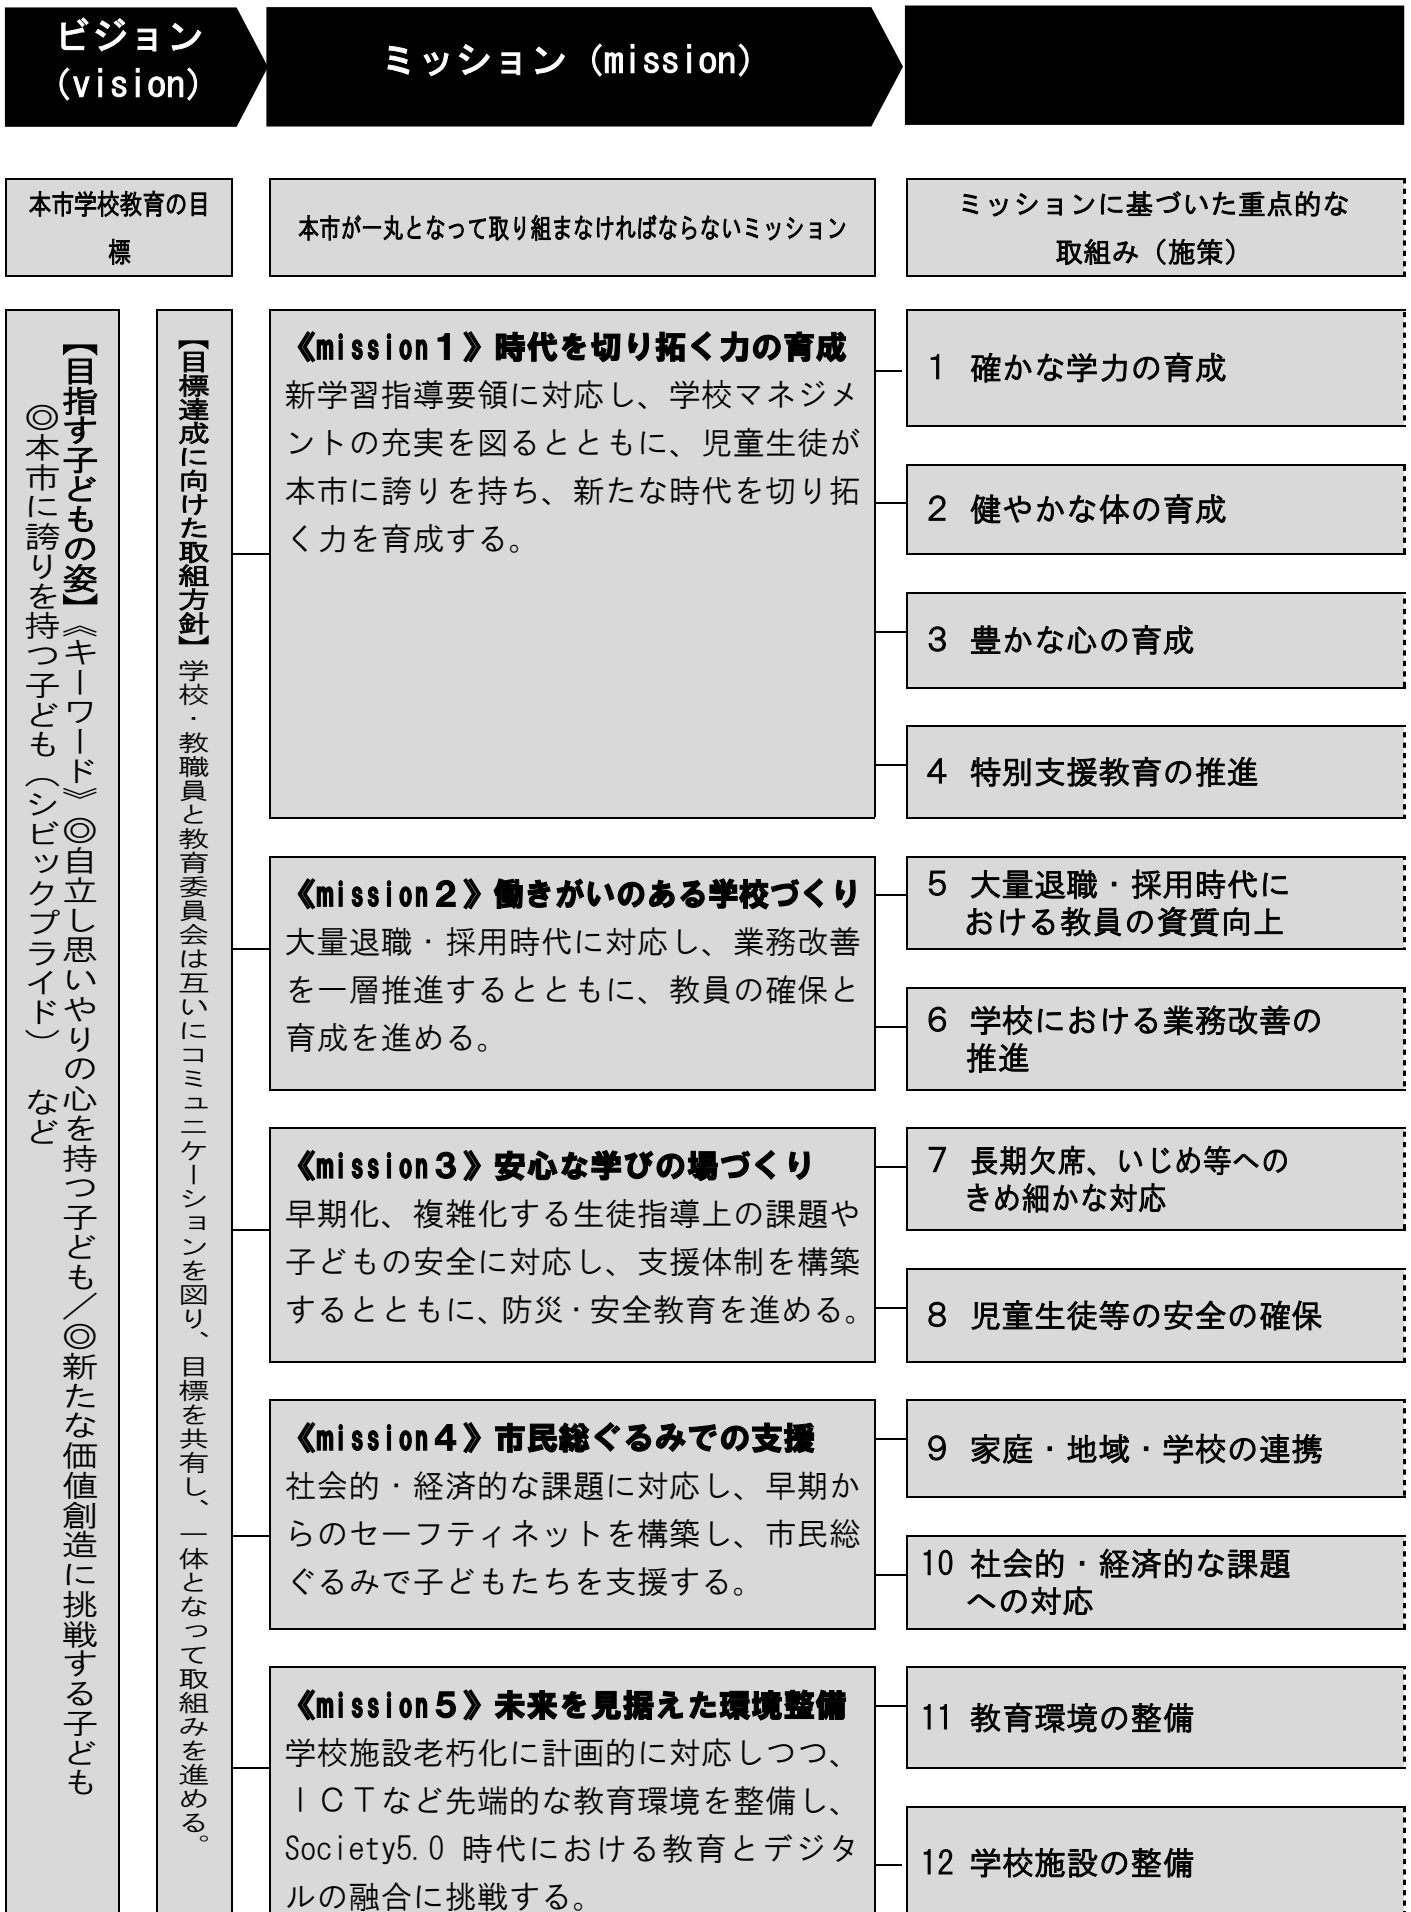 ビジョン
(vision)
ミッション (mission)
本市学校教育の目
標
本市が一丸となって取り組まなければならないミッション
ミッションに基づいた重点的な
取組み（施策）
【目指す子どもの姿】《キーワード》◎自立し思いやりの心を持つ子ども／◎新たな価値創造に挑戦する子ども
◎本市に誇りを持つ子ども（シビックプライド）　など
【目標達成に向けた取組方針】学校・教職員と教育委員会は互いにコミュニケーションを図り、目標を共有し、一体となって取組みを進める。
《mission１》時代を切り拓く力の育成
新学習指導要領に対応し、学校マネジメ
ントの充実を図るとともに、児童生徒が
本市に誇りを持ち、新たな時代を切り拓
く力を育成する。
1 確かな学力の育成
2 健やかな体の育成
3 豊かな心の育成
4 特別支援教育の推進
《mission２》働きがいのある学校づくり
大量退職・採用時代に対応し、業務改善
を一層推進するとともに、教員の確保と
育成を進める。
5 大量退職・採用時代に
おける教員の資質向上
6 学校における業務改善の
推進
《mission３》安心な学びの場づくり
早期化、複雑化する生徒指導上の課題や
子どもの安全に対応し、支援体制を構築
するとともに、防災・安全教育を進める。
7 長期欠席、いじめ等への
きめ細かな対応
8 児童生徒等の安全の確保
《mission４》市民総ぐるみでの支援
社会的・経済的な課題に対応し、早期か
らのセーフティネットを構築し、市民総
ぐるみで子どもたちを支援する。
9 家庭・地域・学校の連携
10 社会的・経済的な課題
への対応
《mission５》未来を見据えた環境整備
学校施設老朽化に計画的に対応しつつ、
ＩＣＴなど先端的な教育環境を整備し、
Society5.0 時代における教育とデジタ
ルの融合に挑戦する。
11 教育環境の整備
12 学校施設の整備